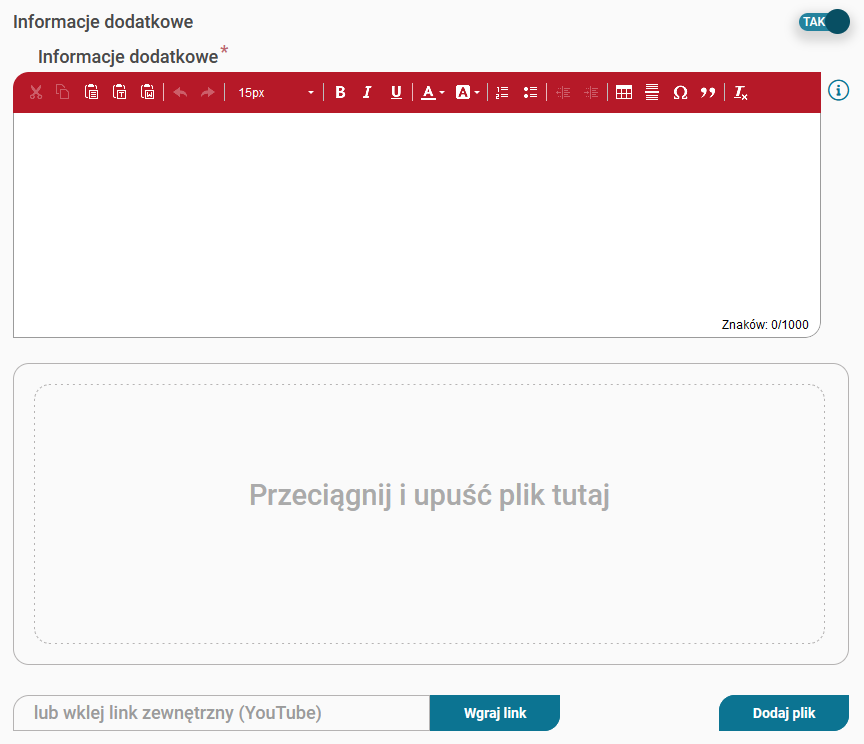 Informacje dodatkowe
TAK
Informacje dodatkowe*
15px
B I U A A Ω Tx
Znaków: 0/1000
Przeciągnij i upuść plik tutaj
lub wklej link zewnętrzny (YouTube)
Wgraj link
Dodaj plik